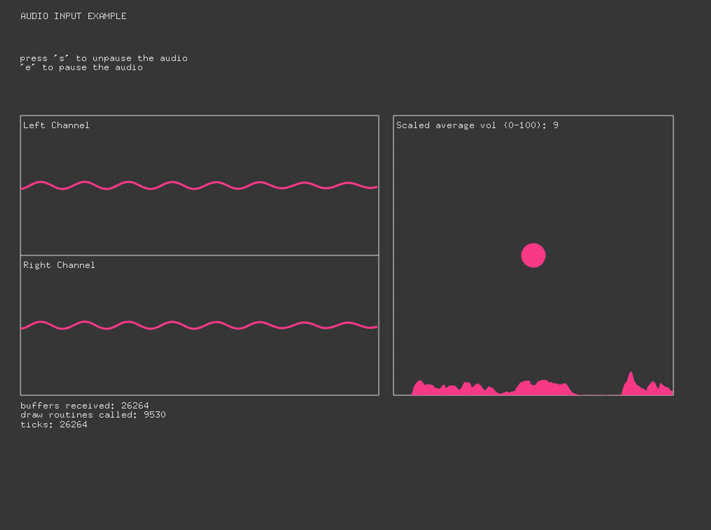 AUDIO INPUT EXAMPLE
press 's' to unpause the audio
'e' to pause the audio
Left Channel
Scaled average vol (0-100): 9
Right Channel
buffers received: 26264
draw routines called: 9530
ticks: 26264